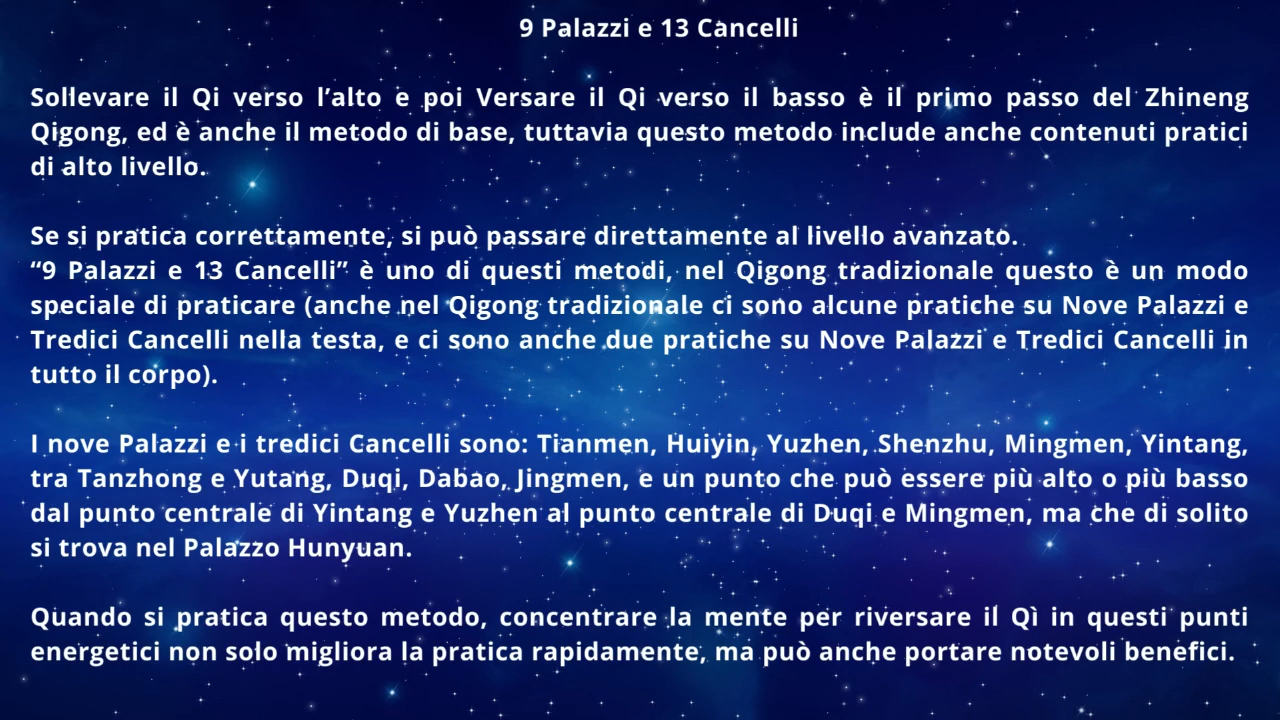 9 Palazzi e 13 Cancelli
Sollevare il Qi verso l’alto e poi Versare il Qi verso il basso è il primo passo del Zhineng
Qigong, ed è anche il metodo di base, tuttavia questo metodo include anche contenuti pratici
di alto livello.
Se si pratica correttamente, si può passare direttamente al livello avanzato.
“9 Palazzi e 13 Cancelli” è uno di questi metodi, nel Qigong tradizionale questo è un modo
speciale di praticare (anche nel Qigong tradizionale ci sono alcune pratiche su Nove Palazzi e
Tredici Cancelli nella testa, e ci sono anche due pratiche su Nove Palazzi e Tredici Cancelli in
tutto il corpo).
I nove Palazzi e i tredici Cancelli sono: Tianmen, Huiyin, Yuzhen, Shenzhu, Mingmen, Yintang,
tra Tanzhong e Yutang, Duqi, Dabao, Jingmen, e un punto che può essere più alto o più basso
dal punto centrale di Yintang e Yuzhen al punto centrale di Duqi e Mingmen, ma che di solito
si trova nel Palazzo Hunyuan.
Quando si pratica questo metodo, concentrare la mente per riversare il Qì in questi punti
energetici non solo migliora la pratica rapidamente, ma può anche portare notevoli benefici.